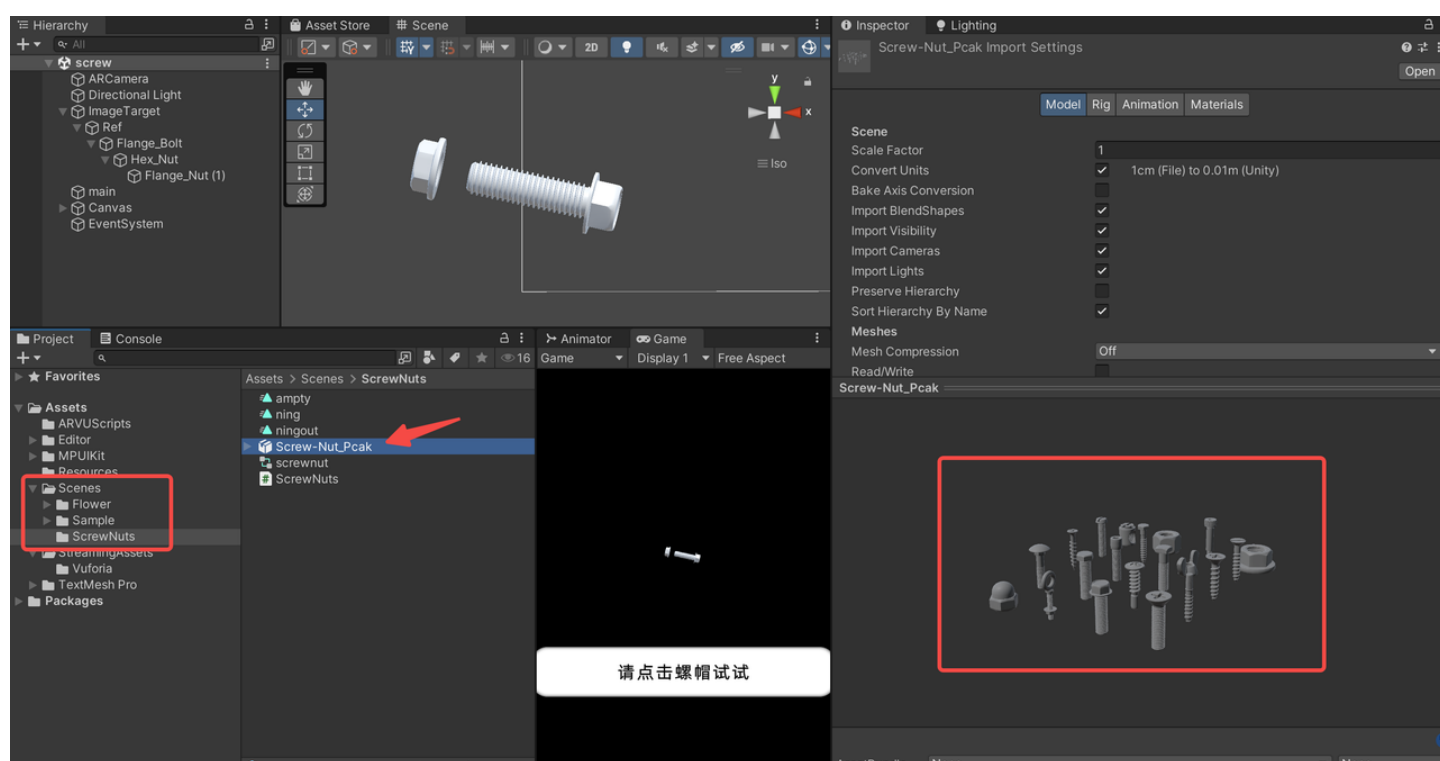 Hierarchy
All
screw
ARCamera
Directional Light
ImageTarget
Ref
Flange_Bolt
Hex_Nut
Flange_Nut (1)
main
Canvas
EventSystem
Asset Store
Scene
2D
y
x
Iso
Inspector
Lighting
Screw-Nut_Pcak Import Settings
Open
Model
Rig
Animation
Materials
Scene
Scale Factor 1
Convert Units 1cm (File) to 0.01m (Unity)
Bake Axis Conversion
Import BlendShapes
Import Visibility
Import Cameras
Import Lights
Preserve Hierarchy
Sort Hierarchy By Name
Meshes
Mesh Compression Off
Read/Write
Screw-Nut_Pcak
Project
Console
16
Favorites
Assets
ARVUScripts
Editor
MPUIKit
Resources
Scenes
Flower
Sample
ScrewNuts
StreamingAssets
Vuforia
TextMesh Pro
Packages
Assets > Scenes > ScrewNuts
ampty
ning
ningout
Screw-Nut_Pcak
screwnut
ScrewNuts
Animator
Game
Game
Display 1
Free Aspect
请点击螺帽试试